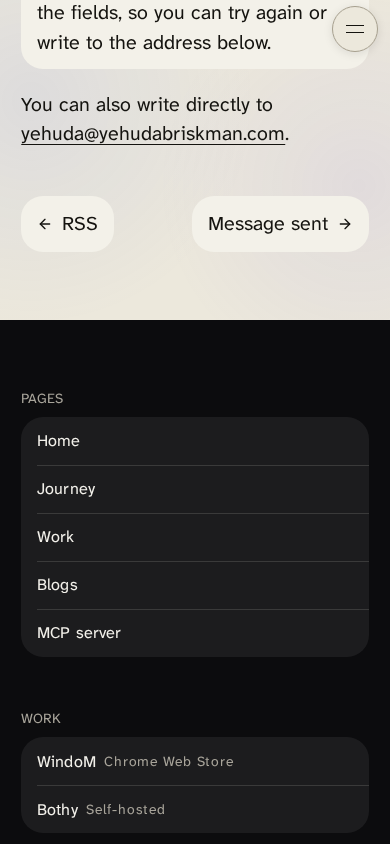 the fields, so you can try again or
write to the address below.
You can also write directly to
yehuda@yehudabriskman.com.
← RSS
Message sent →
PAGES
Home
Journey
Work
Blogs
MCP server
WORK
WindoM Chrome Web Store
Bothy Self-hosted